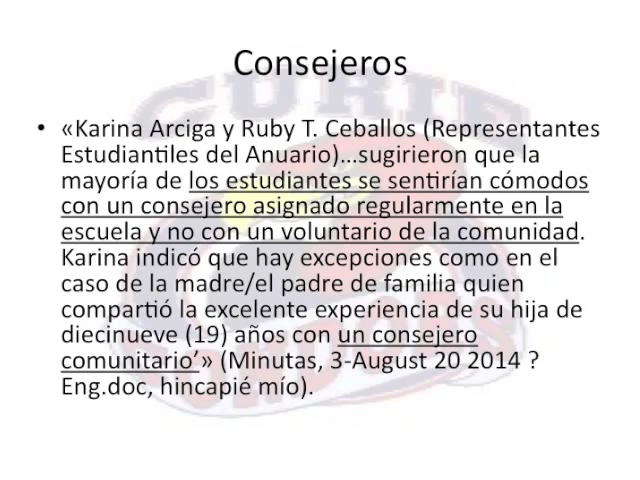 Consejeros
• «Karina Arciga y Ruby T. Ceballos (Representantes
Estudiantiles del Anuario)…sugirieron que la
mayoría de los estudiantes se sentirían cómodos
con un consejero asignado regularmente en la
escuela y no con un voluntario de la comunidad.
Karina indicó que hay excepciones como en el
caso de la madre/el padre de familia quien
compartió la excelente experiencia de su hija de
diecinueve (19) años con un consejero
comunitario’» (Minutas, 3-August 20 2014 ?
Eng.doc, hincapié mío).
CURIE